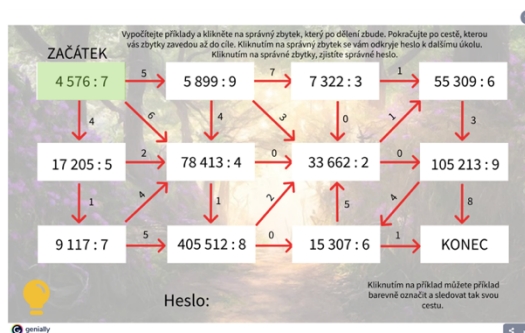 Vypočítejte příklady a klikněte na správný zbytek, který po dělení zbude. Pokračujte po cestě, kterou
vás zbytky zavedou až do cíle. Kliknutím na správný zbytek se vám odkryje heslo k dalšímu úkolu.
Kliknutím na správné zbytky, zjistíte správné heslo.
ZAČÁTEK
4 576 : 7 5 5 899 : 9 7 7 322 : 3 1 55 309 : 6
4 6 4 3 0 1 3
17 205 : 5 2 78 413 : 4 0 33 662 : 2 0 105 213 : 9
1 4 1 2 5 4 8
9 117 : 7 5 405 512 : 8 0 15 307 : 6 1 KONEC
Heslo:
Kliknutím na příklad můžete příklad
barevně označit a sledovat tak svou
cestu.
genially